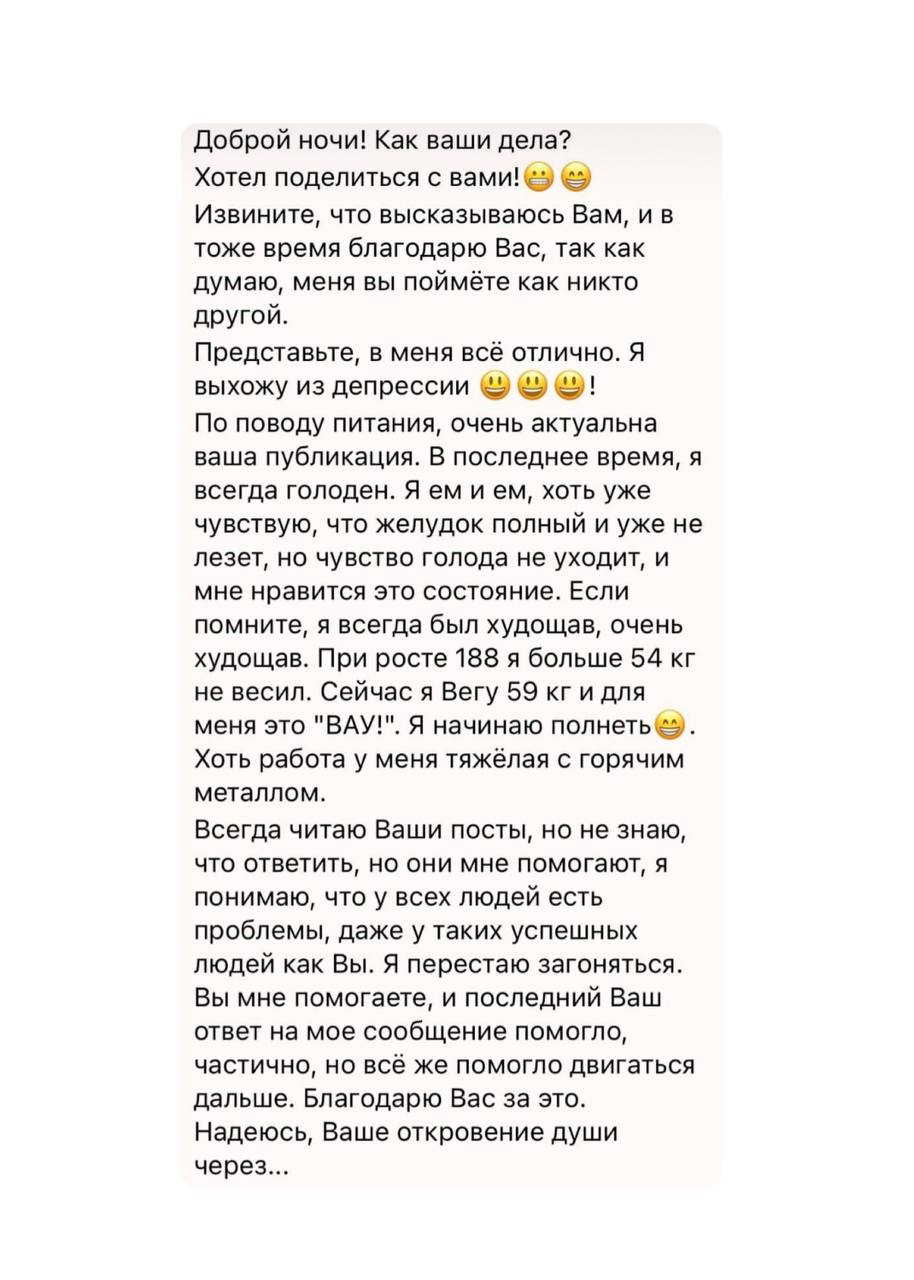 Доброй ночи! Как ваши дела?
Хотел поделиться с вами!😬😁
Извините, что высказываюсь Вам, и в
тоже время благодарю Вас, так как
думаю, меня вы поймёте как никто
другой.
Представьте, в меня всё отлично. Я
выхожу из депрессии 😃😃😃!
По поводу питания, очень актуальна
ваша публикация. В последнее время, я
всегда голоден. Я ем и ем, хоть уже
чувствую, что желудок полный и уже не
лезет, но чувство голода не уходит, и
мне нравится это состояние. Если
помните, я всегда был худощав, очень
худощав. При росте 188 я больше 54 кг
не весил. Сейчас я Вегу 59 кг и для
меня это "ВАУ!". Я начинаю полнеть😁.
Хоть работа у меня тяжёлая с горячим
металлом.
Всегда читаю Ваши посты, но не знаю,
что ответить, но они мне помогают, я
понимаю, что у всех людей есть
проблемы, даже у таких успешных
людей как Вы. Я перестаю загоняться.
Вы мне помогаете, и последний Ваш
ответ на мое сообщение помогло,
частично, но всё же помогло двигаться
дальше. Благодарю Вас за это.
Надеюсь, Ваше откровение души
через...